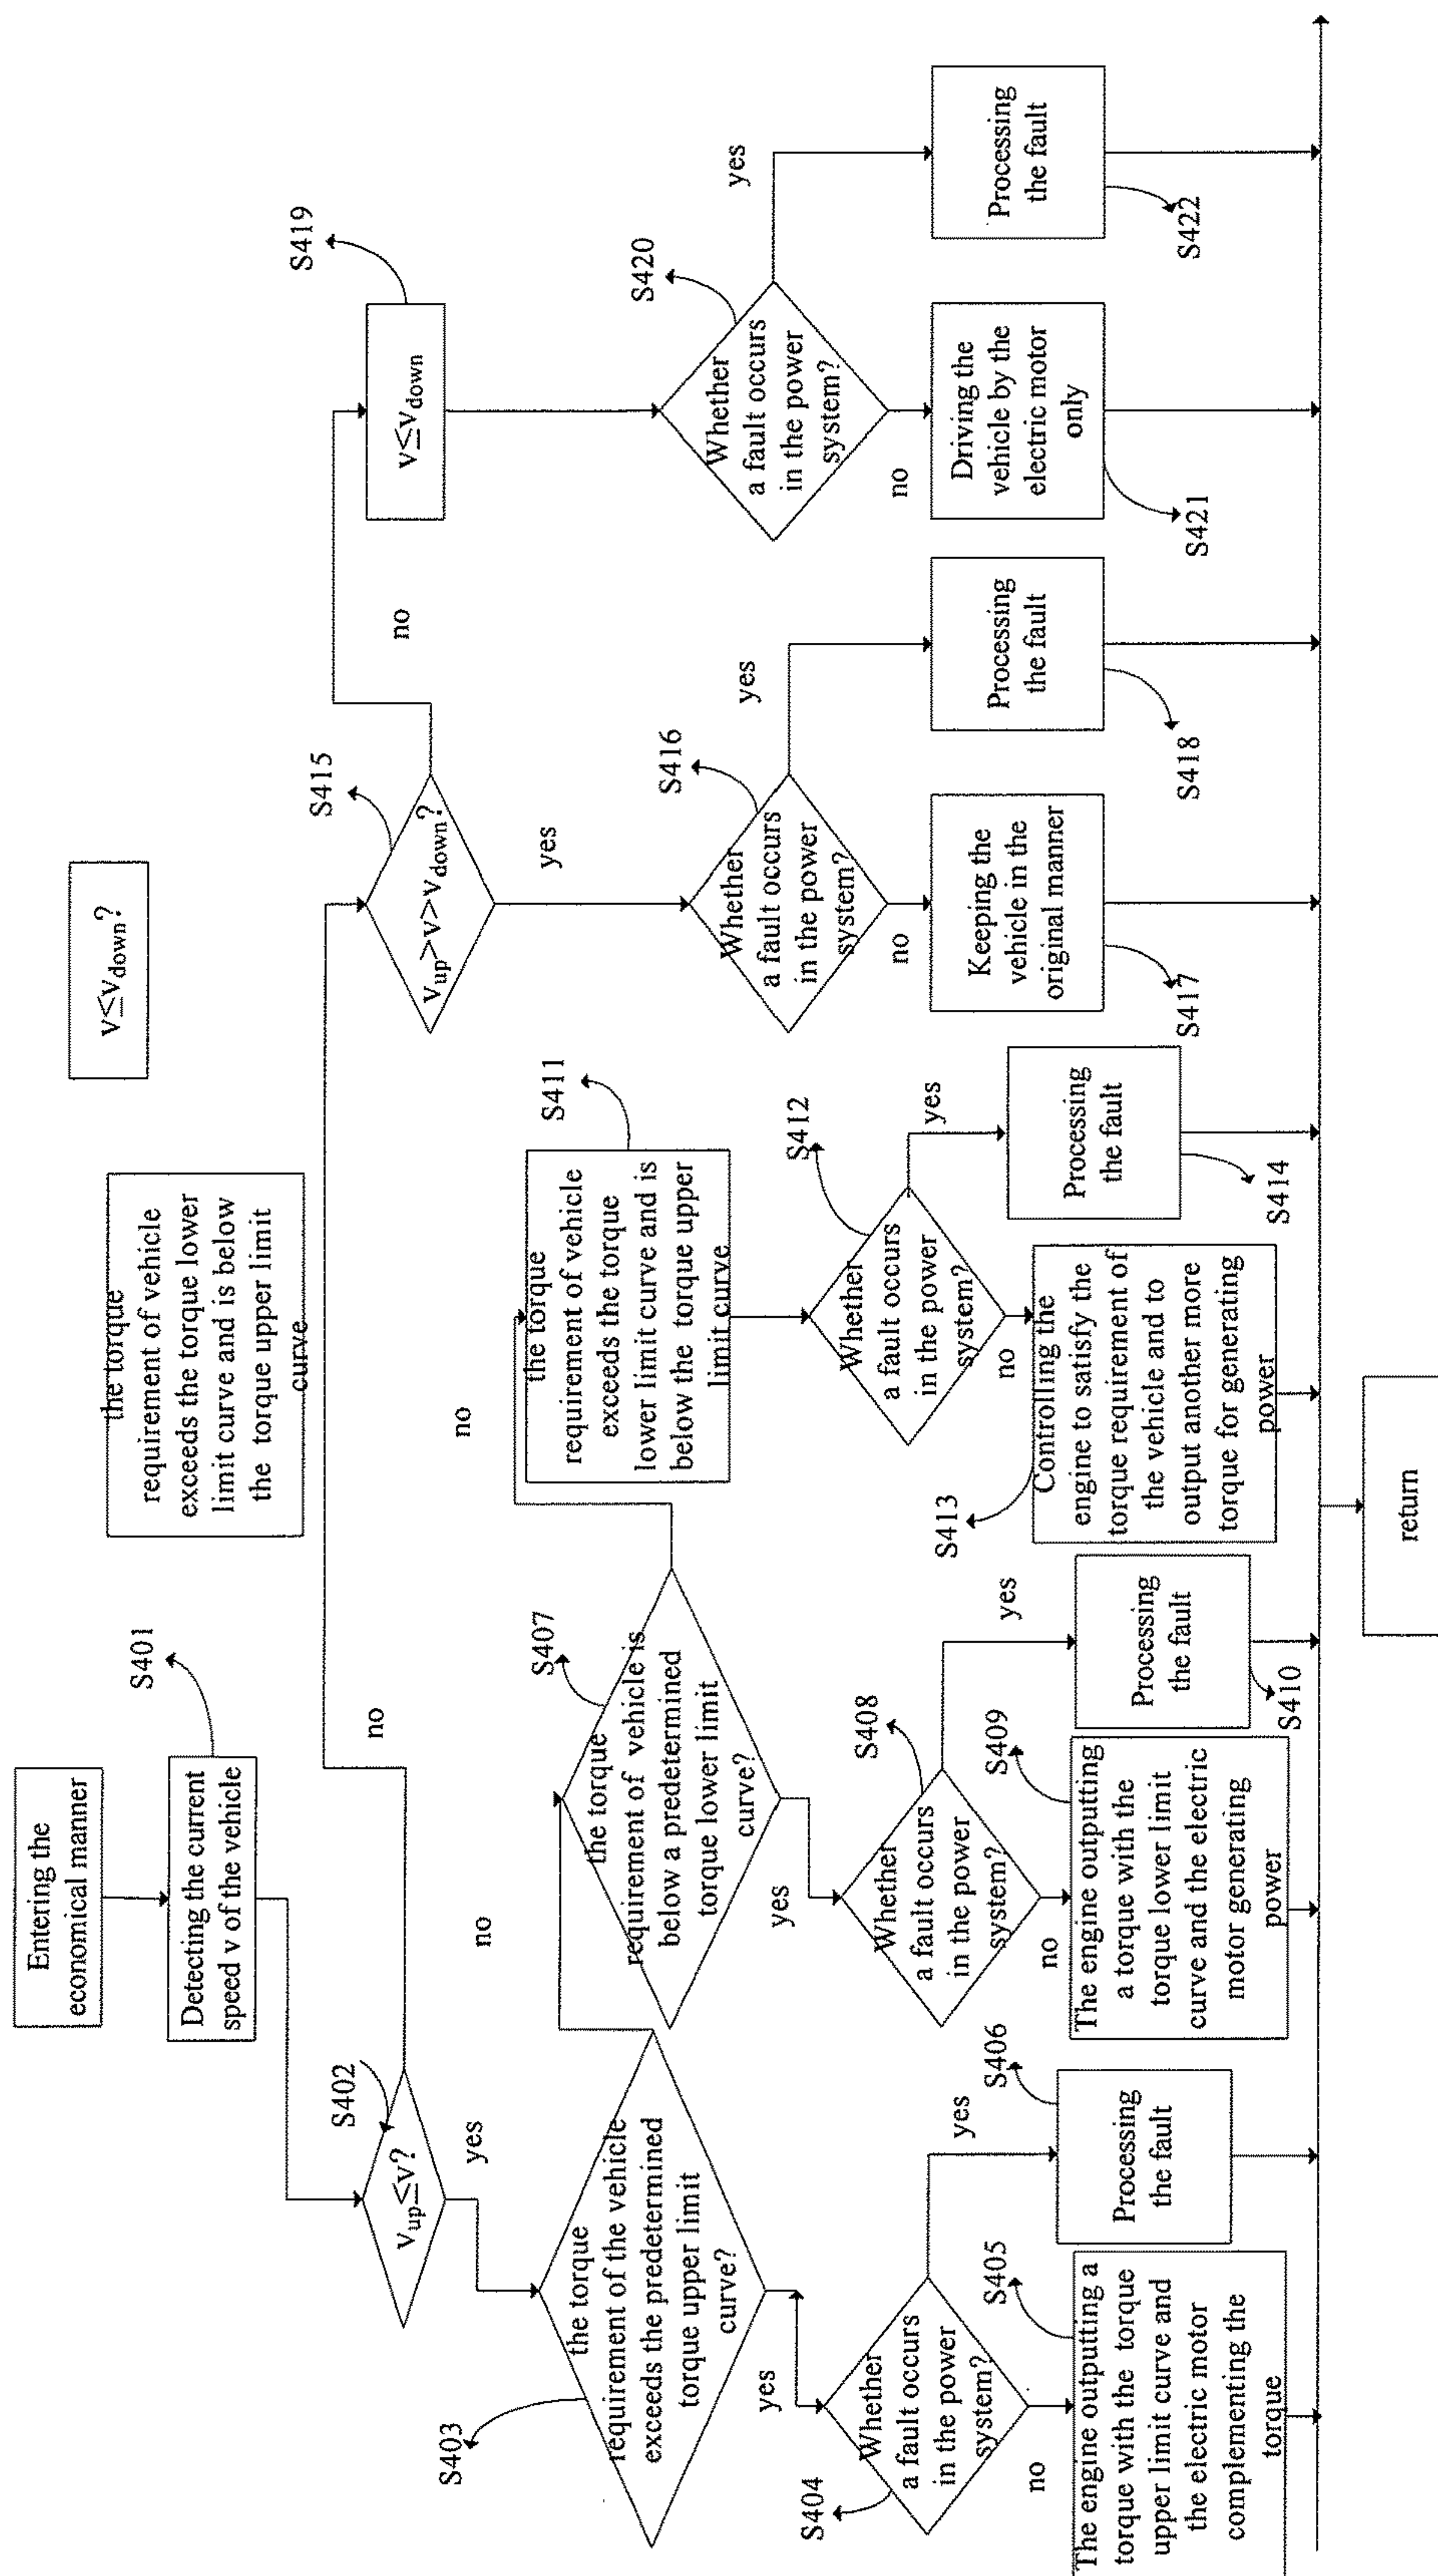 Entering the
economical manner
Detecting the current
speed v of the vehicle
S401
v_up≤v?
S402
yes
no
the torque
requirement of the vehicle
exceeds the predetermined
torque upper limit
curve?
S403
yes
no
Whether
a fault occurs
in the power
system?
S404
no
yes
The engine outputting a
torque with the torque
upper limit curve and
the electric motor
complementing the
torque
S405
Processing
the fault
S406
the torque
requirement of vehicle is
below a predetermined
torque lower limit
curve?
S407
yes
no
Whether
a fault occurs
in the power
system?
S408
no
yes
The engine outputting
a torque with the
torque lower limit
curve and the electric
motor generating
power
S409
Processing
the fault
S410
the torque
requirement of vehicle
exceeds the torque lower
limit curve and is below
the torque upper limit
curve
the torque
requirement of vehicle
exceeds the torque
lower limit curve and is
below the torque upper
limit curve
S411
Whether
a fault occurs
in the power
system?
S412
no
yes
Controlling the
engine to satisfy the
torque requirement of
the vehicle and to
output another more
torque for generating
power
S413
Processing
the fault
S414
v≤v_down?
v_up>v>v_down?
S415
yes
no
Whether
a fault occurs
in the power
system?
S416
no
yes
Keeping the
vehicle in the
original manner
S417
Processing
the fault
S418
v≤v_down
S419
Whether
a fault occurs
in the power
system?
S420
no
yes
Driving the
vehicle by the
electric motor
only
S421
Processing
the fault
S422
return